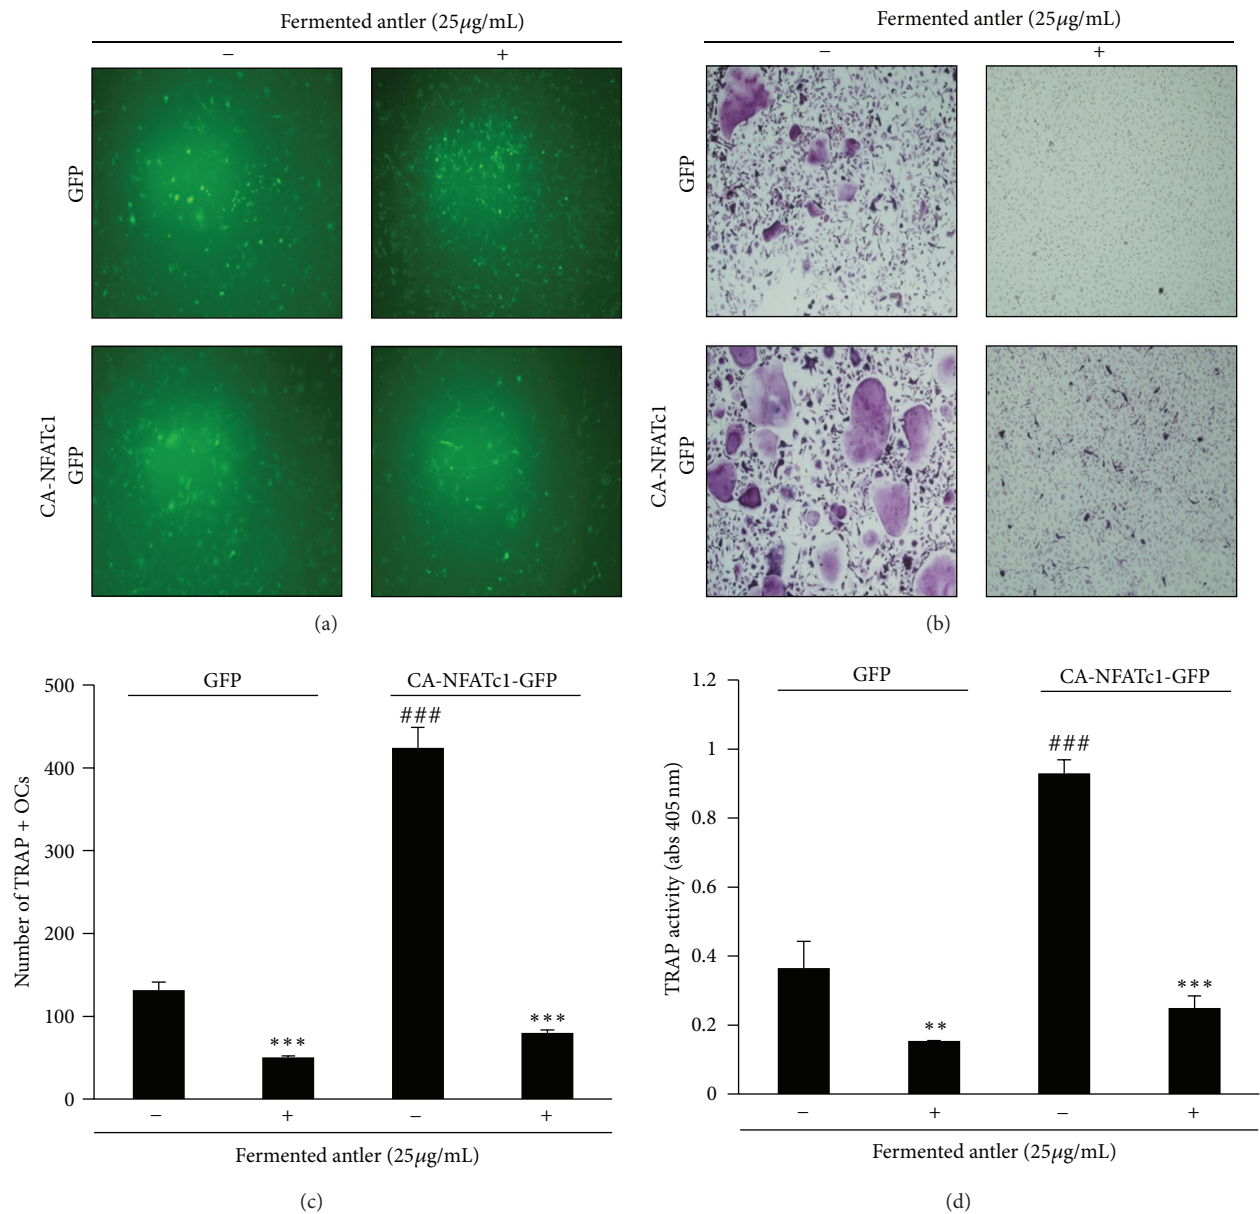 Fermented antler (25μg/mL)
− +
GFP
CA-NFATc1
GFP
(a)
Fermented antler (25μg/mL)
− +
GFP
CA-NFATc1
GFP
(b)
500
400
300
200
100
0
Number of TRAP + OCs
GFP CA-NFATc1-GFP
###
***
***
− + − +
Fermented antler (25μg/mL)
(c)
1.2
1
0.8
0.6
0.4
0.2
0
TRAP activity (abs 405 nm)
GFP CA-NFATc1-GFP
###
***
**
− + − +
Fermented antler (25μg/mL)
(d)